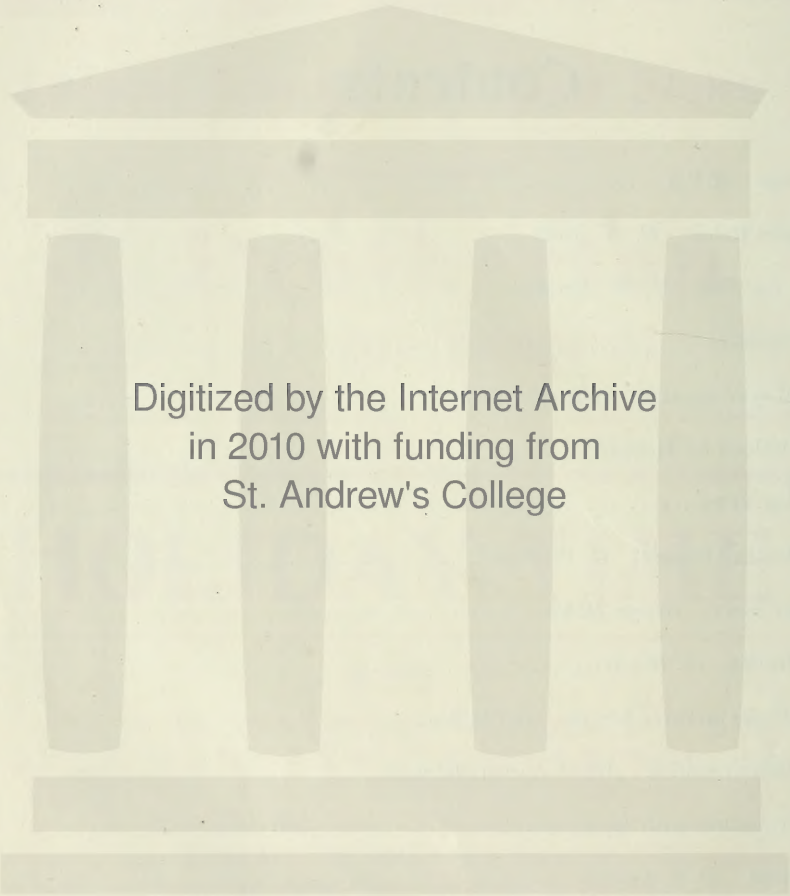 Digitized by the Internet Archive
in 2010 with funding from
St. Andrew's College